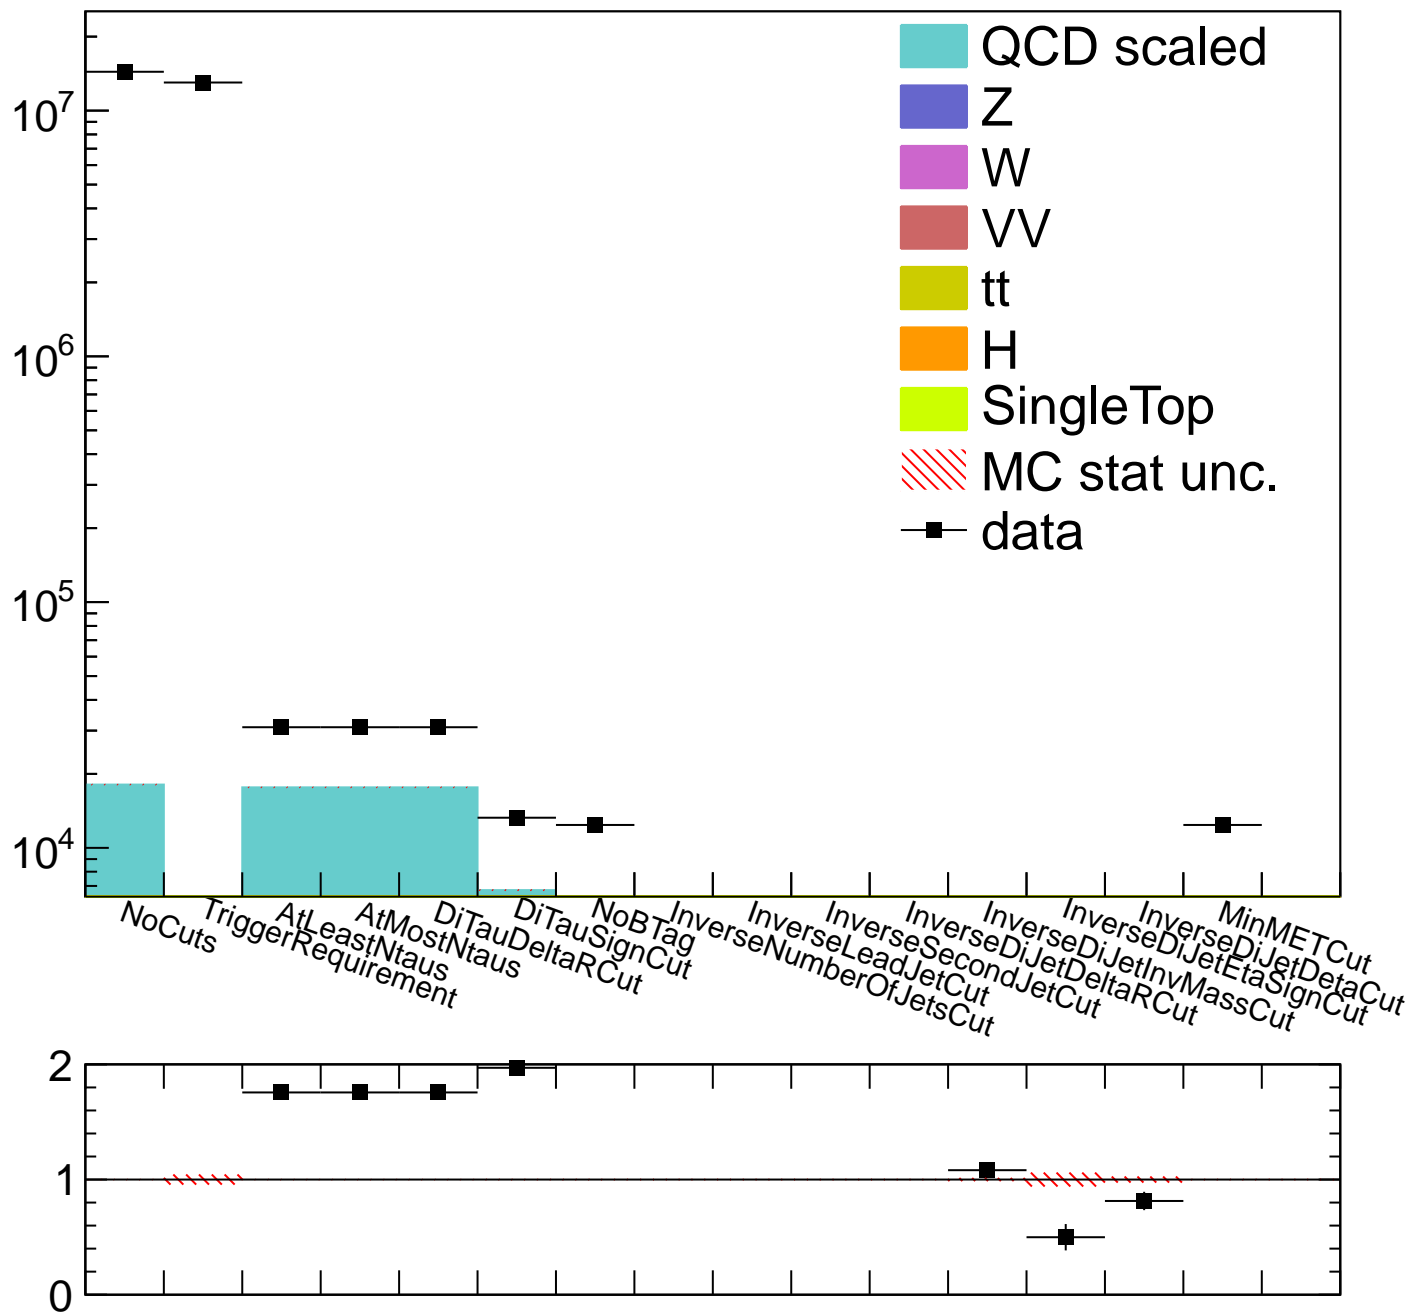 10^7
10^6
10^5
10^4
QCD scaled
Z
W
VV
tt
H
SingleTop
MC stat unc.
data
NoCuts
TriggerRequirement
AtLeastNtaus
AtMostNtaus
DiTauDeltaRCut
DiTauSignCut
NoBTag
InverseNumberOfJetsCut
InverseLeadJetCut
InverseSecondJetCut
InverseDiJetDeltaRCut
InverseDiJetInvMassCut
InverseDiJetEtaSignCut
InverseDiJetDetaCut
MinMETCut
2
1
0